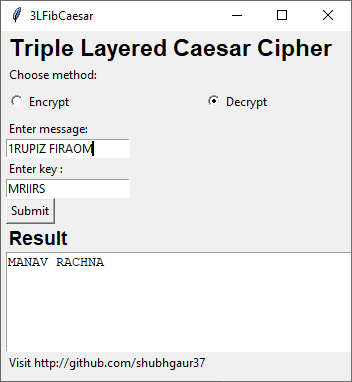 3LFibCaesar
Triple Layered Caesar Cipher
Choose method:
Encrypt Decrypt
Enter message:
1RUPIZ FIRAOM
Enter key :
MRIIRS
Submit
Result
MANAV RACHNA
Visit http://github.com/shubhgaur37